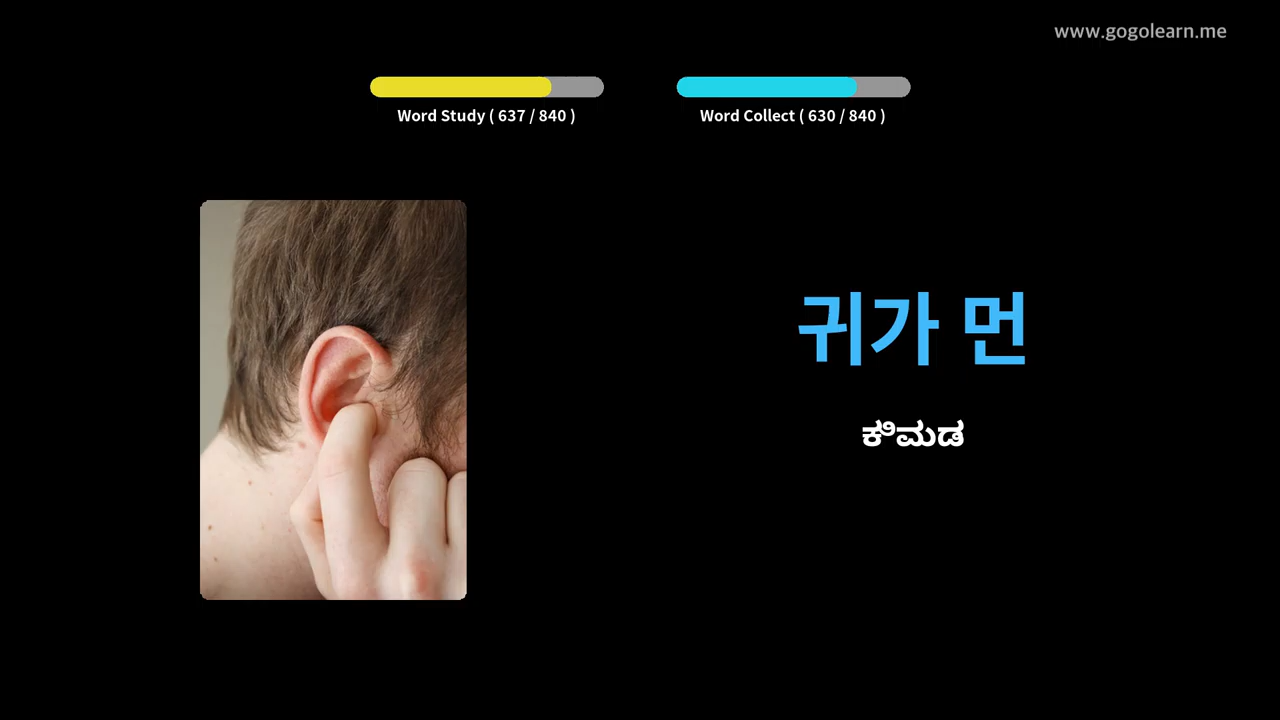 www.gogolearn.me
Word Study ( 637 / 840 )
Word Collect ( 630 / 840 )
귀가 먼
ಕಿವುಡ